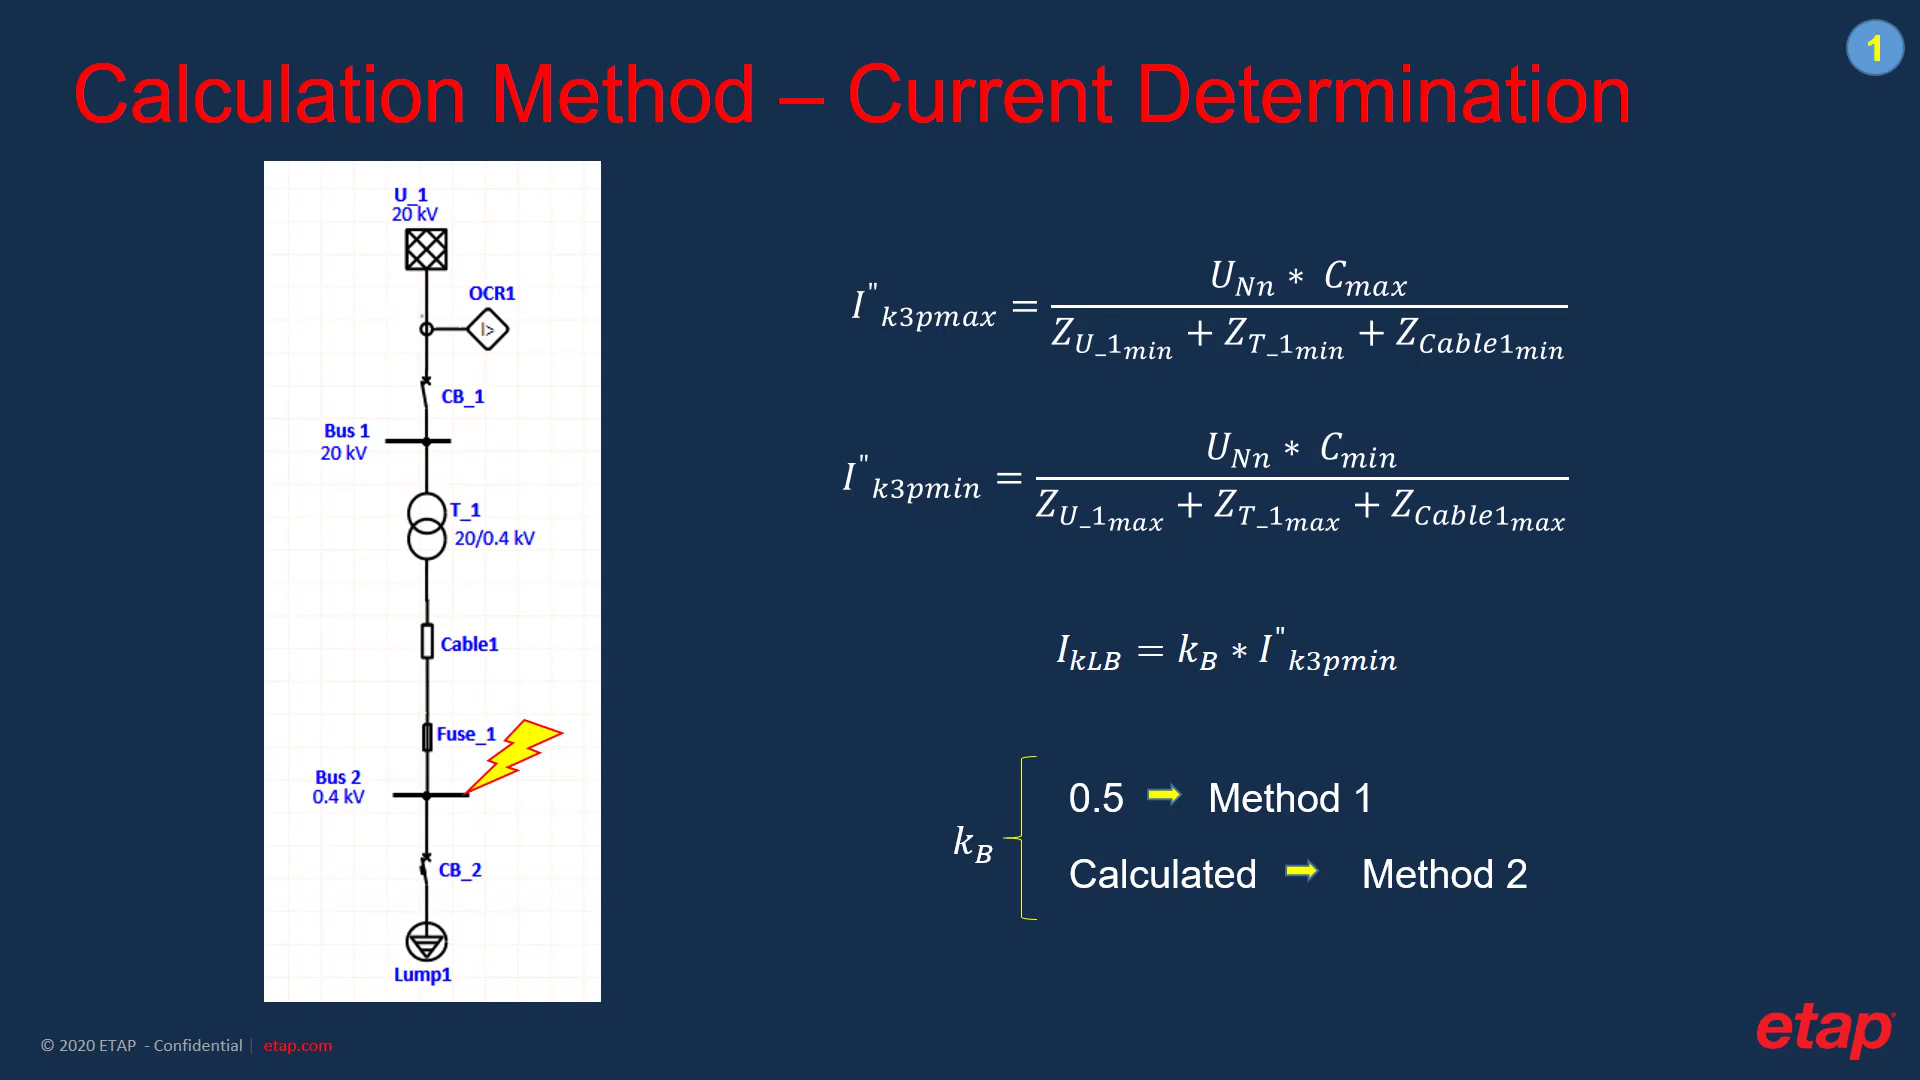 1
Calculation Method – Current Determination
U_1
20 kV
OCR1
I>
CB_1
Bus 1
20 kV
T_1
20/0.4 kV
Cable1
Fuse_1
Bus 2
0.4 kV
CB_2
Lump1
I"k3pmax = UNn * Cmax / ZU_1min + ZT_1min + ZCable1min
I"k3pmin = UNn * Cmin / ZU_1max + ZT_1max + ZCable1max
IkLB = kB * I"k3pmin
kB
0.5 Method 1
Calculated Method 2
© 2020 ETAP - Confidential | etap.com
etap